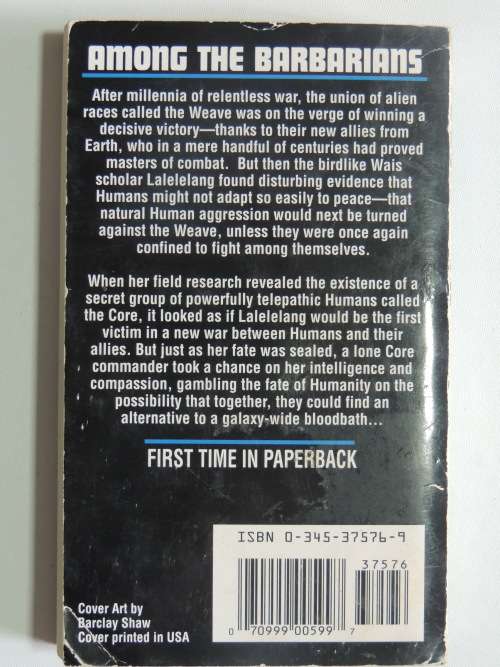 AMONG THE BARBARIANS
After millennia of relentless war, the union of alien
races called the Weave was on the verge of winning a
decisive victory—thanks to their new allies from
Earth, who in a mere handful of centuries had proved
masters of combat. But then the birdlike Wais
scholar Lalelelang found disturbing evidence that
Humans might not adapt so easily to peace—that
natural Human aggression would next be turned
against the Weave, unless they were once again
confined to fight among themselves.
When her field research revealed the existence of a
secret group of powerfully telepathic Humans called
the Core, it looked as if Lalelelang would be the first
victim in a new war between Humans and their
allies. But just as her fate was sealed, a lone Core
commander took a chance on her intelligence and
compassion, gambling the fate of Humanity on the
possibility that together, they could find an
alternative to a galaxy-wide bloodbath...
FIRST TIME IN PAPERBACK
ISBN 0-345-37576-9
37576
0 70999 00599 7
Cover Art by
Barclay Shaw
Cover printed in USA